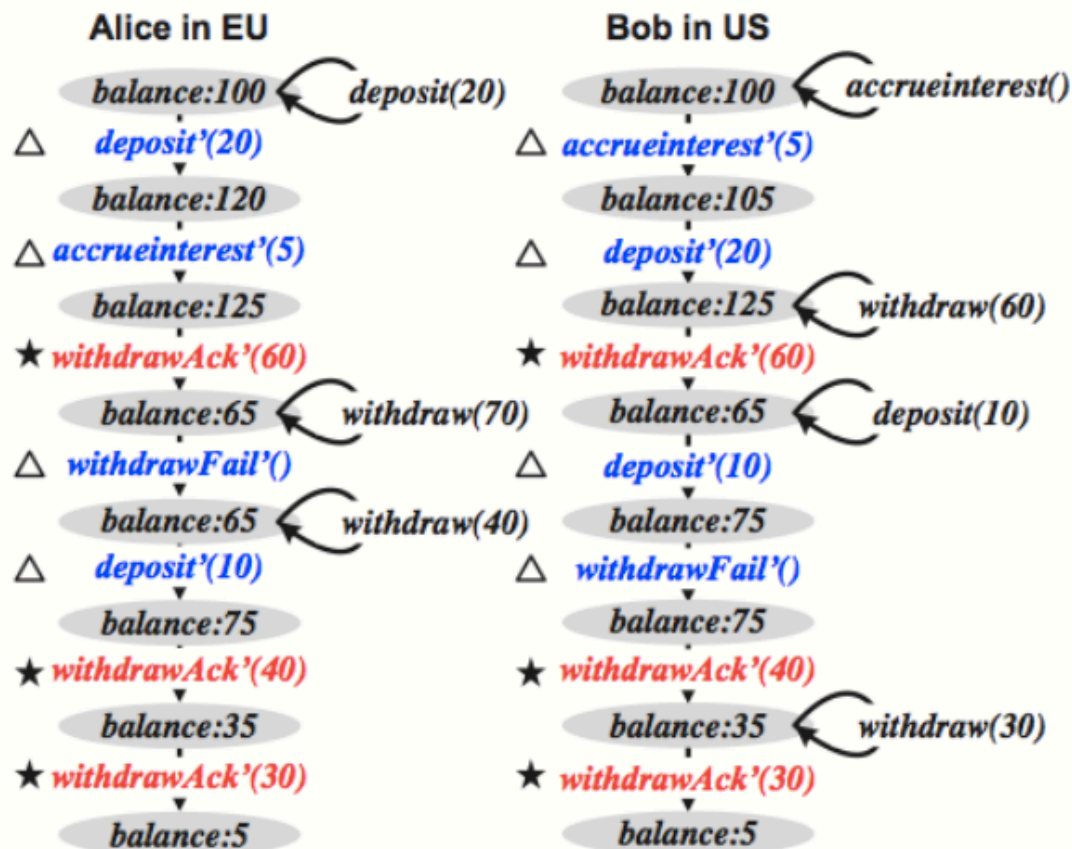 Alice in EU
balance:100
deposit(20)
△ deposit’(20)
balance:120
△ accrueinterest’(5)
balance:125
★ withdrawAck’(60)
balance:65
withdraw(70)
△ withdrawFail’()
balance:65
withdraw(40)
△ deposit’(10)
balance:75
★ withdrawAck’(40)
balance:35
★ withdrawAck’(30)
balance:5
Bob in US
balance:100
accrueinterest()
△ accrueinterest’(5)
balance:105
△ deposit’(20)
balance:125
withdraw(60)
★ withdrawAck’(60)
balance:65
deposit(10)
△ deposit’(10)
balance:75
△ withdrawFail’()
balance:75
★ withdrawAck’(40)
balance:35
withdraw(30)
★ withdrawAck’(30)
balance:5